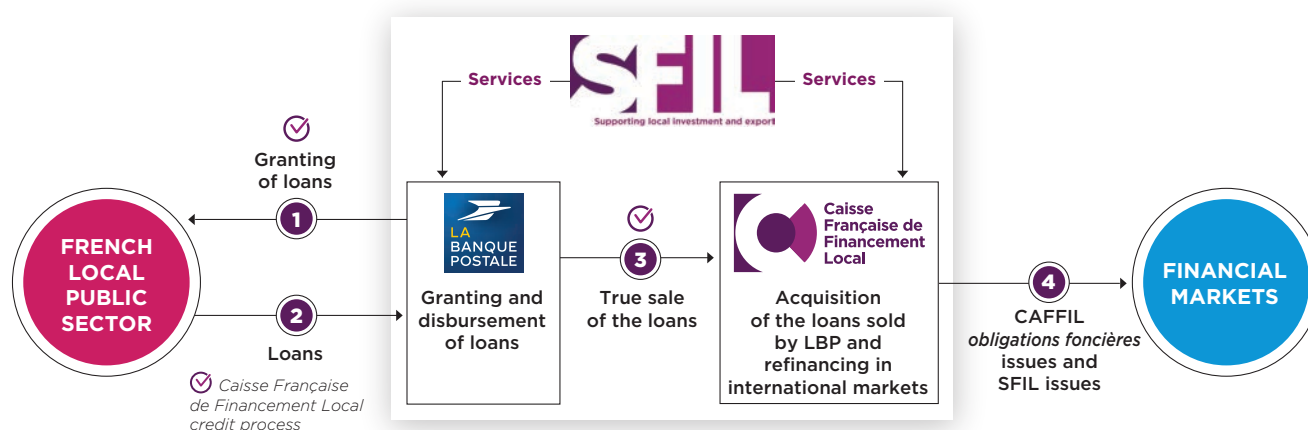 SFIL
Supporting local investment and export
Services
Services
Granting
of loans
1
FRENCH
LOCAL
PUBLIC
SECTOR
2
Loans
Caisse Française
de Financement Local
credit process
LA
BANQUE
POSTALE
Granting and
disbursement
of loans
3
True sale
of the loans
Caisse
Française de
Financement
Local
Acquisition
of the loans sold
by LBP and
refinancing in
international markets
4
CAFFIL
obligations foncières
issues and
SFIL issues
FINANCIAL
MARKETS